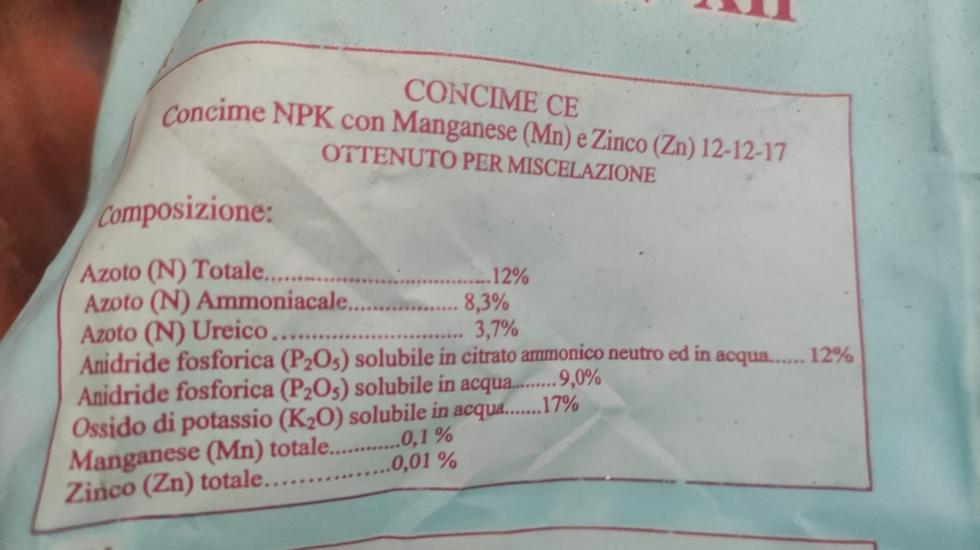 XII
CONCIME CE
Concime NPK con Manganese (Mn) e Zinco (Zn) 12-12-17
OTTENUTO PER MISCELAZIONE
Composizione:
Azoto (N) Totale..............................................12%
Azoto (N) Ammoniacale.................... 8,3%
Azoto (N) Ureico................................. 3,7%
Anidride fosforica (P₂O₅) solubile in citrato ammonico neutro ed in acqua...... 12%
Anidride fosforica (P₂O₅) solubile in acqua.........9,0%
Ossido di potassio (K₂O) solubile in acqua.......17%
Manganese (Mn) totale...........0,1 %
Zinco (Zn) totale...................0,01 %